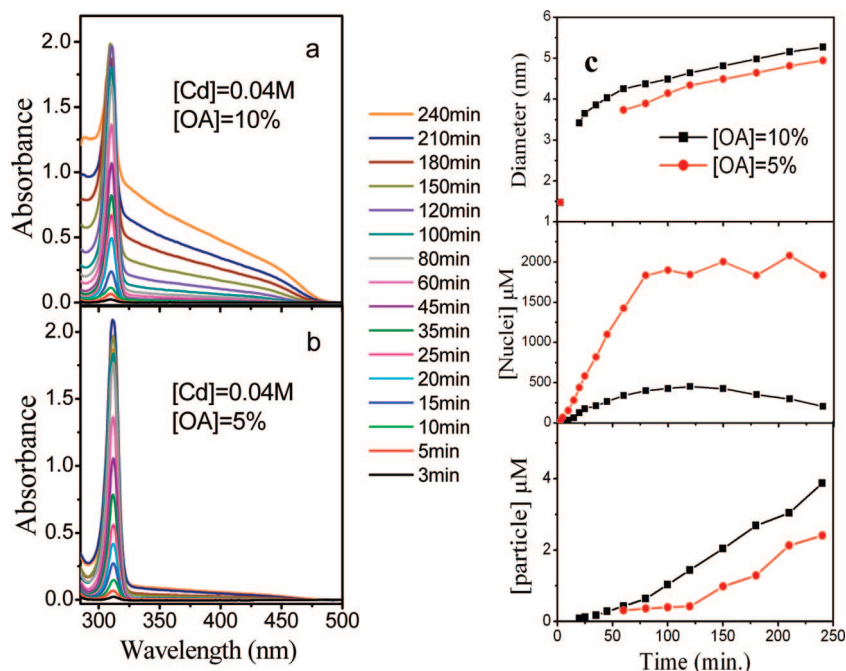 a
[Cd]=0.04M
[OA]=10%
Absorbance
2.0
1.5
1.0
0.5
0.0
b
[Cd]=0.04M
[OA]=5%
Absorbance
2.0
1.5
1.0
0.5
0.0
300
350
400
450
500
Wavelength (nm)
240min
210min
180min
150min
120min
100min
80min
60min
45min
35min
25min
20min
15min
10min
5min
3min
c
Diameter (nm)
6
5
4
3
2
1
[OA]=10%
[OA]=5%
[Nuclei] µM
2000
1500
1000
500
0
[particle] µM
4
2
0
0
50
100
150
200
250
Time (min.)